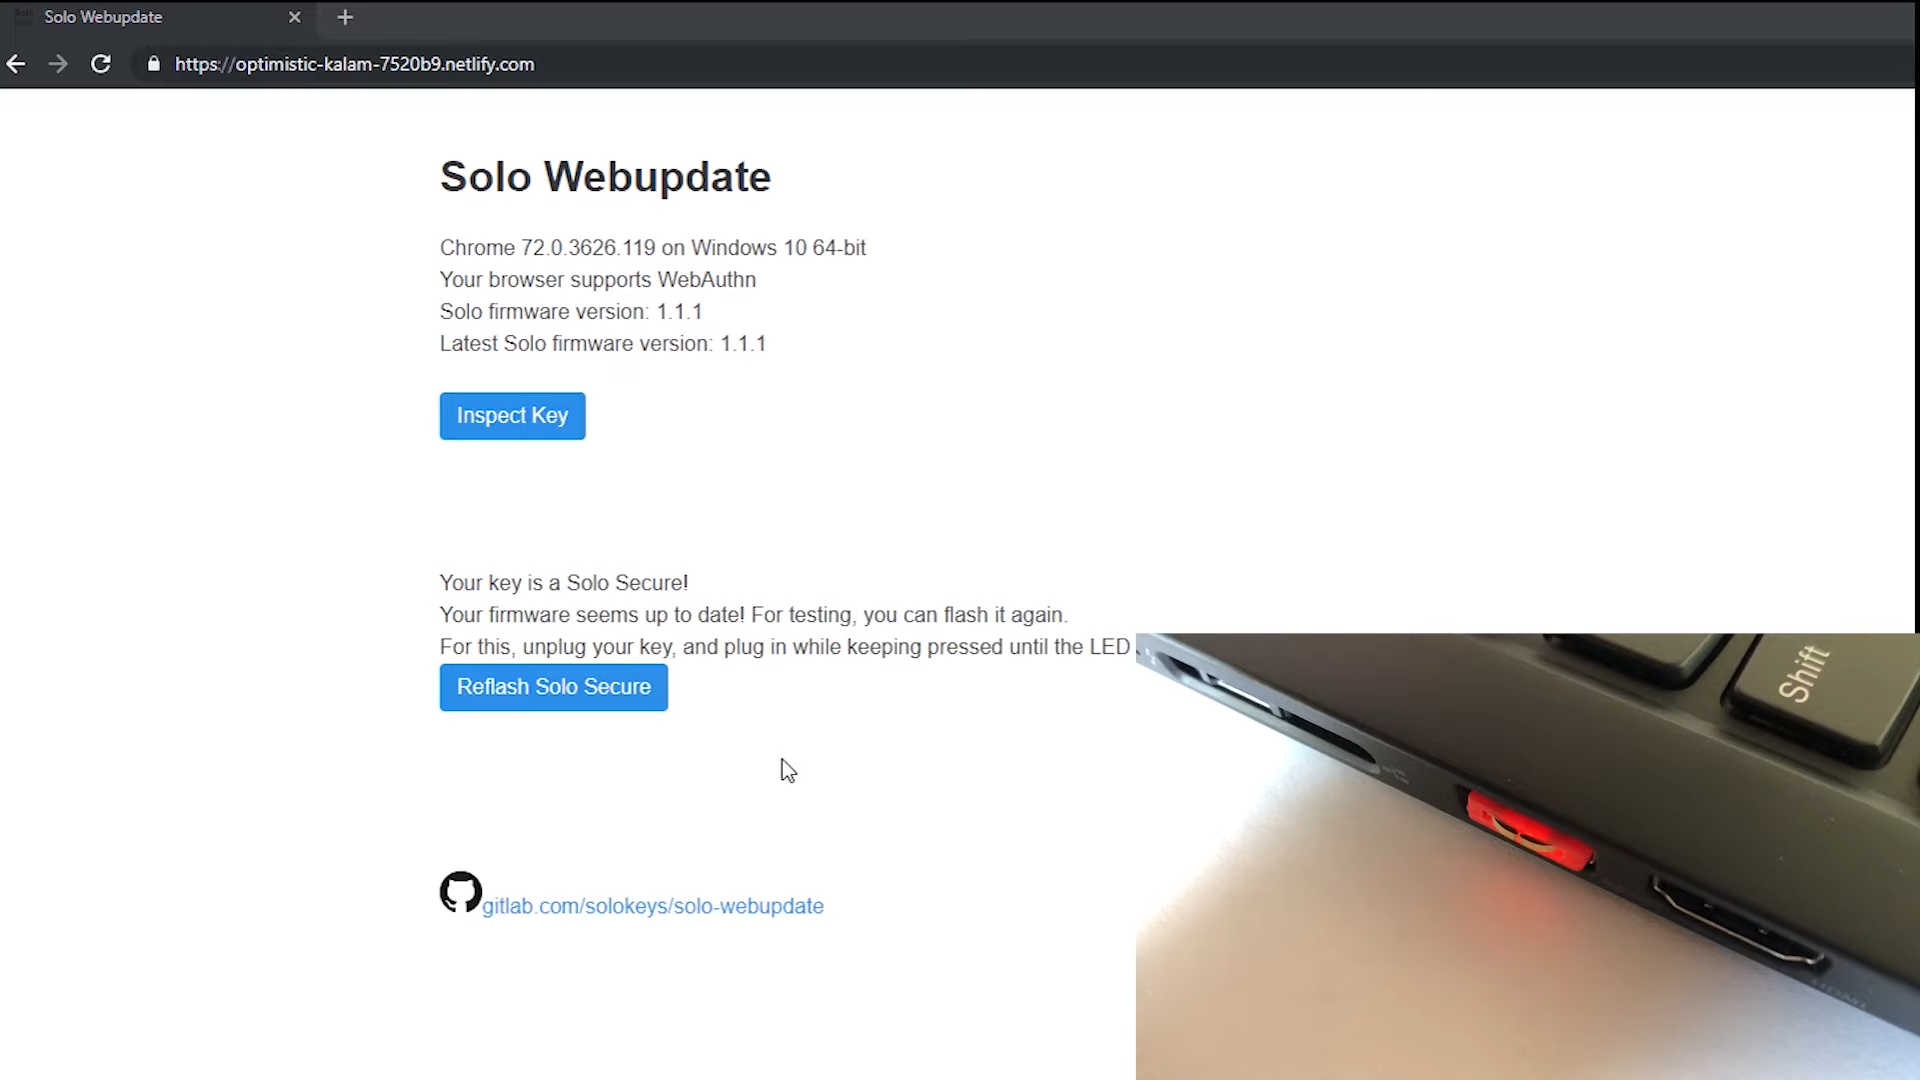 Solo Webupdate
https://optimistic-kalam-7520b9.netlify.com
Solo Webupdate
Chrome 72.0.3626.119 on Windows 10 64-bit
Your browser supports WebAuthn
Solo firmware version: 1.1.1
Latest Solo firmware version: 1.1.1
Inspect Key
Your key is a Solo Secure!
Your firmware seems up to date! For testing, you can flash it again.
For this, unplug your key, and plug in while keeping pressed until the LED
Reflash Solo Secure
Shift
gitlab.com/solokeys/solo-webupdate